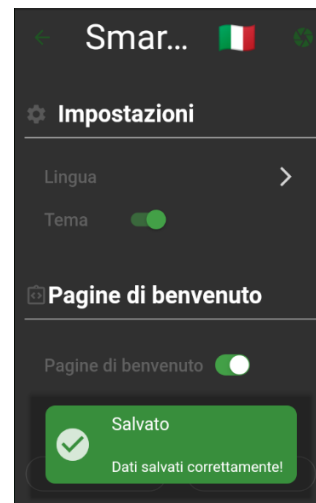 Smar...
Impostazioni
Lingua
Tema
Pagine di benvenuto
Pagine di benvenuto
Salvato
Dati salvati correttamente!